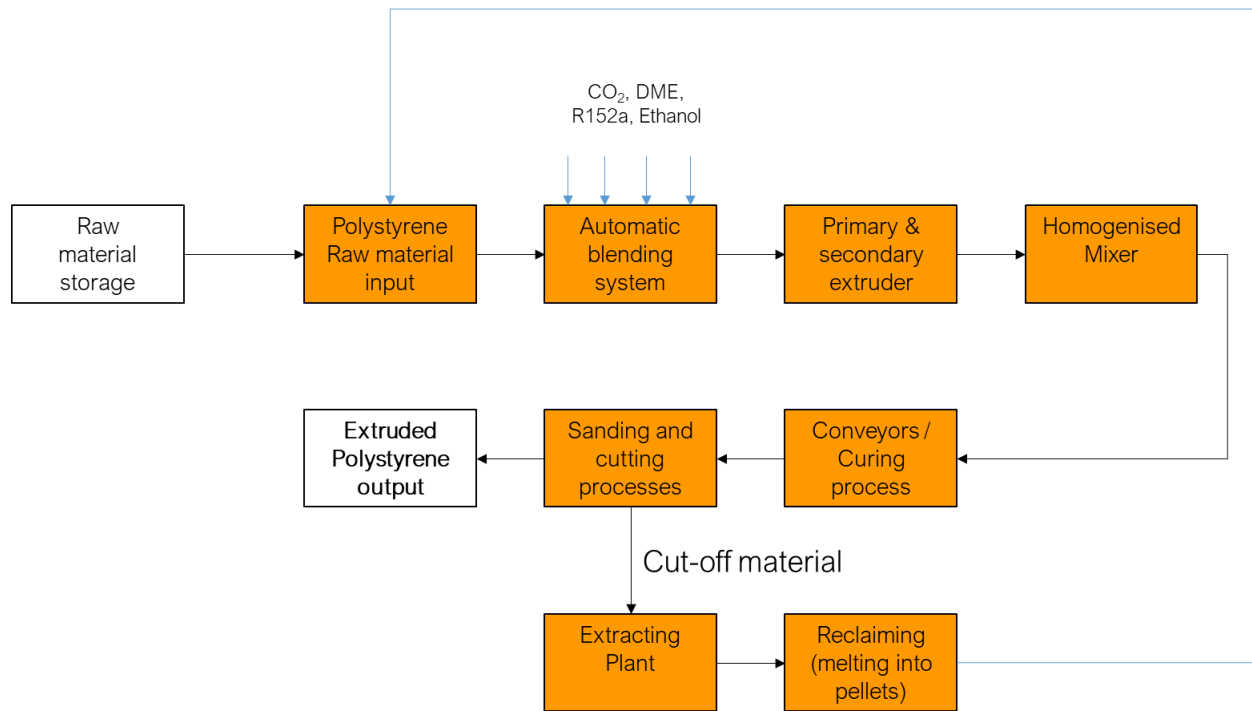 CO₂, DME,
R152a, Ethanol
Raw
material
storage
Polystyrene
Raw material
input
Automatic
blending
system
Primary &
secondary
extruder
Homogenised
Mixer
Extruded
Polystyrene
output
Sanding and
cutting
processes
Conveyors /
Curing
process
Cut-off material
Extracting
Plant
Reclaiming
(melting into
pellets)